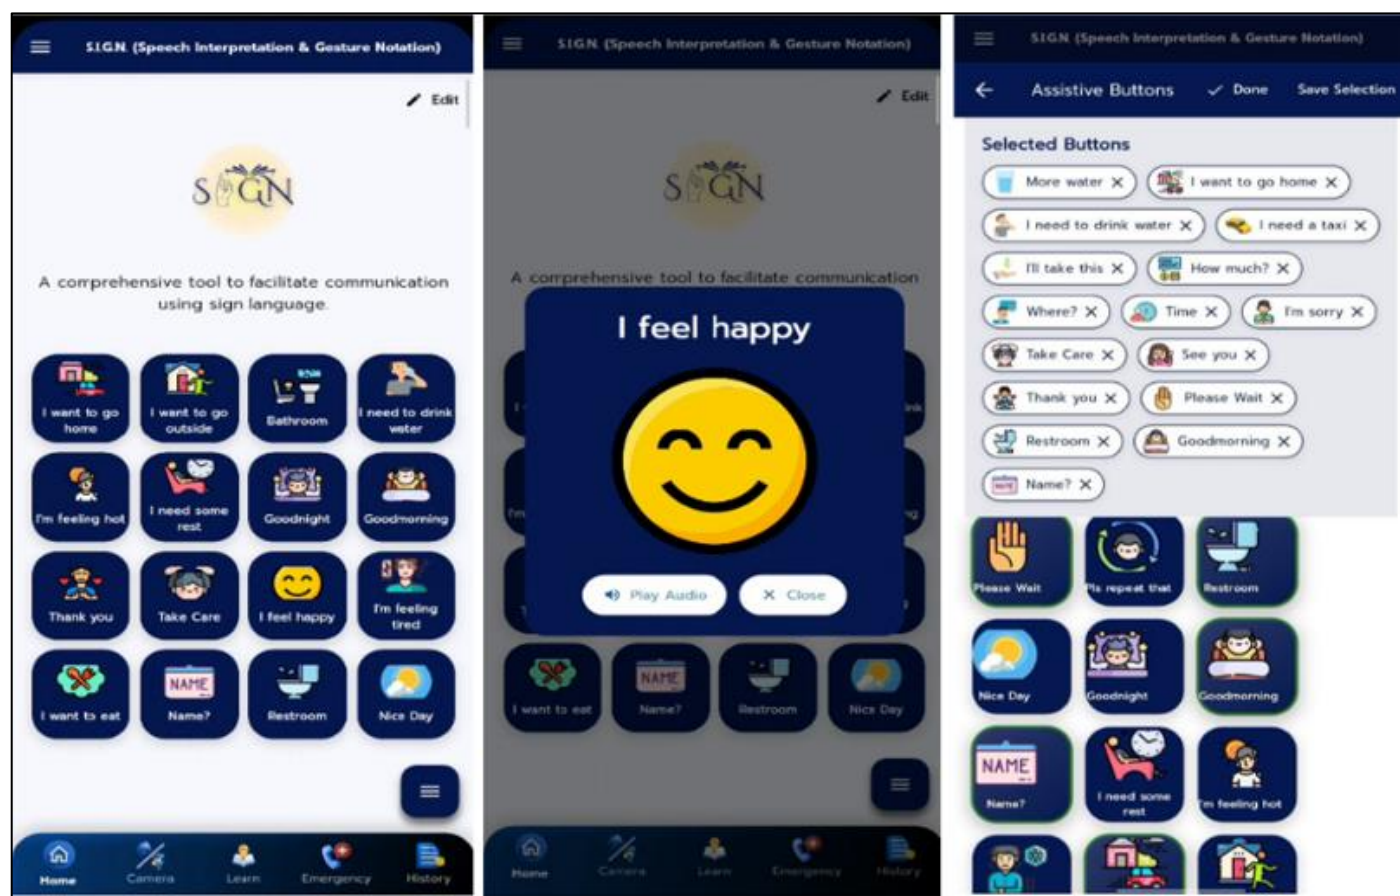 S.I.G.N. (Speech Interpretation & Gesture Notation)
Edit
SIGN
A comprehensive tool to facilitate communication
using sign language.
I want to go
home
I want to go
outside
Bathroom
I need to drink
water
I'm feeling hot
I need some
rest
Goodnight
Goodmorning
Thank you
Take Care
I feel happy
I'm feeling
tired
I want to eat
NAME
Name?
Restroom
Nice Day
Home
Camera
Learn
Emergency
History
S.I.G.N. (Speech Interpretation & Gesture Notation)
Edit
SIGN
A comprehensive tool to facilitate communication
I feel happy
Play Audio
Close
I want to eat
NAME
Name?
Restroom
Nice Day
Home
Camera
Learn
Emergency
History
S.I.G.N. (Speech Interpretation & Gesture Notation)
Assistive Buttons
Done
Save Selection
Selected Buttons
More water X
I want to go home X
I need to drink water X
I need a taxi X
I'll take this X
How much? X
Where? X
Time X
I'm sorry X
Take Care X
See you X
Thank you X
Please Wait X
Restroom X
Goodmorning X
Name? X
Please Wait
Pls repeat that
Restroom
Nice Day
Goodnight
Goodmorning
NAME
Name?
I need some
rest
I'm feeling hot